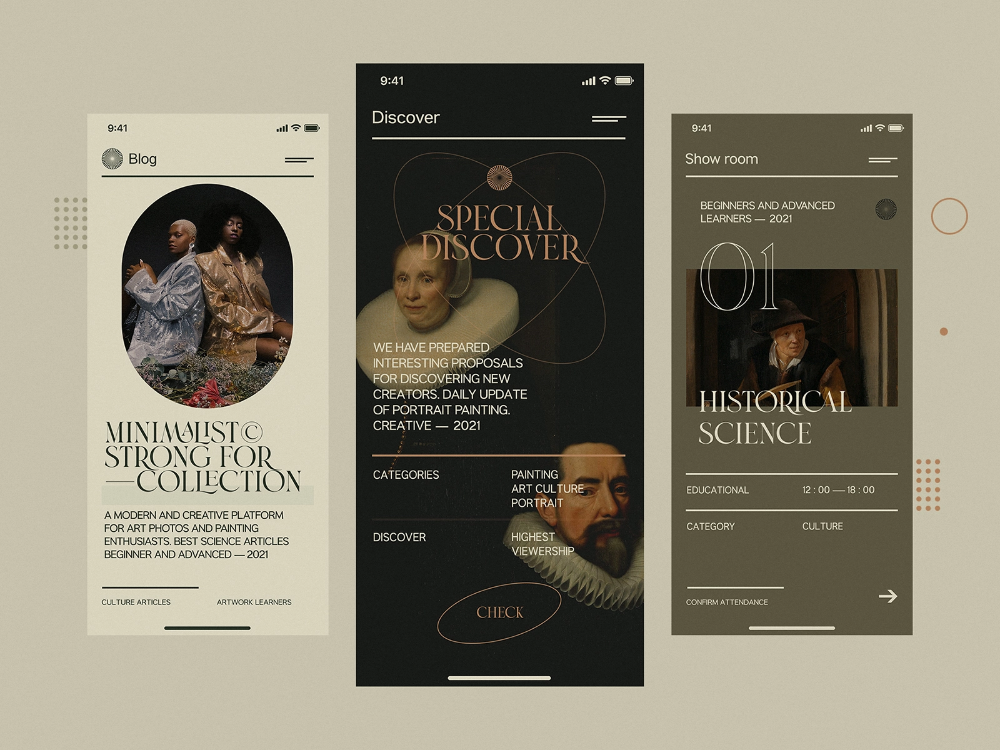 9:41
Blog
MINIMALIST©
STRONG FOR
—COLLECTION
A MODERN AND CREATIVE PLATFORM
FOR ART PHOTOS AND PAINTING
ENTHUSIASTS. BEST SCIENCE ARTICLES
BEGINNER AND ADVANCED — 2021
CULTURE ARTICLES
ARTWORK LEARNERS
9:41
Discover
SPECIAL
DISCOVER
WE HAVE PREPARED
INTERESTING PROPOSALS
FOR DISCOVERING NEW
CREATORS. DAILY UPDATE
OF PORTRAIT PAINTING.
CREATIVE — 2021
CATEGORIES
PAINTING
ART CULTURE
PORTRAIT
DISCOVER
HIGHEST
VIEWERSHIP
CHECK
9:41
Show room
BEGINNERS AND ADVANCED
LEARNERS — 2021
01
HISTORICAL
SCIENCE
EDUCATIONAL
12 : 00 — 18 : 00
CATEGORY
CULTURE
CONFIRM ATTENDANCE